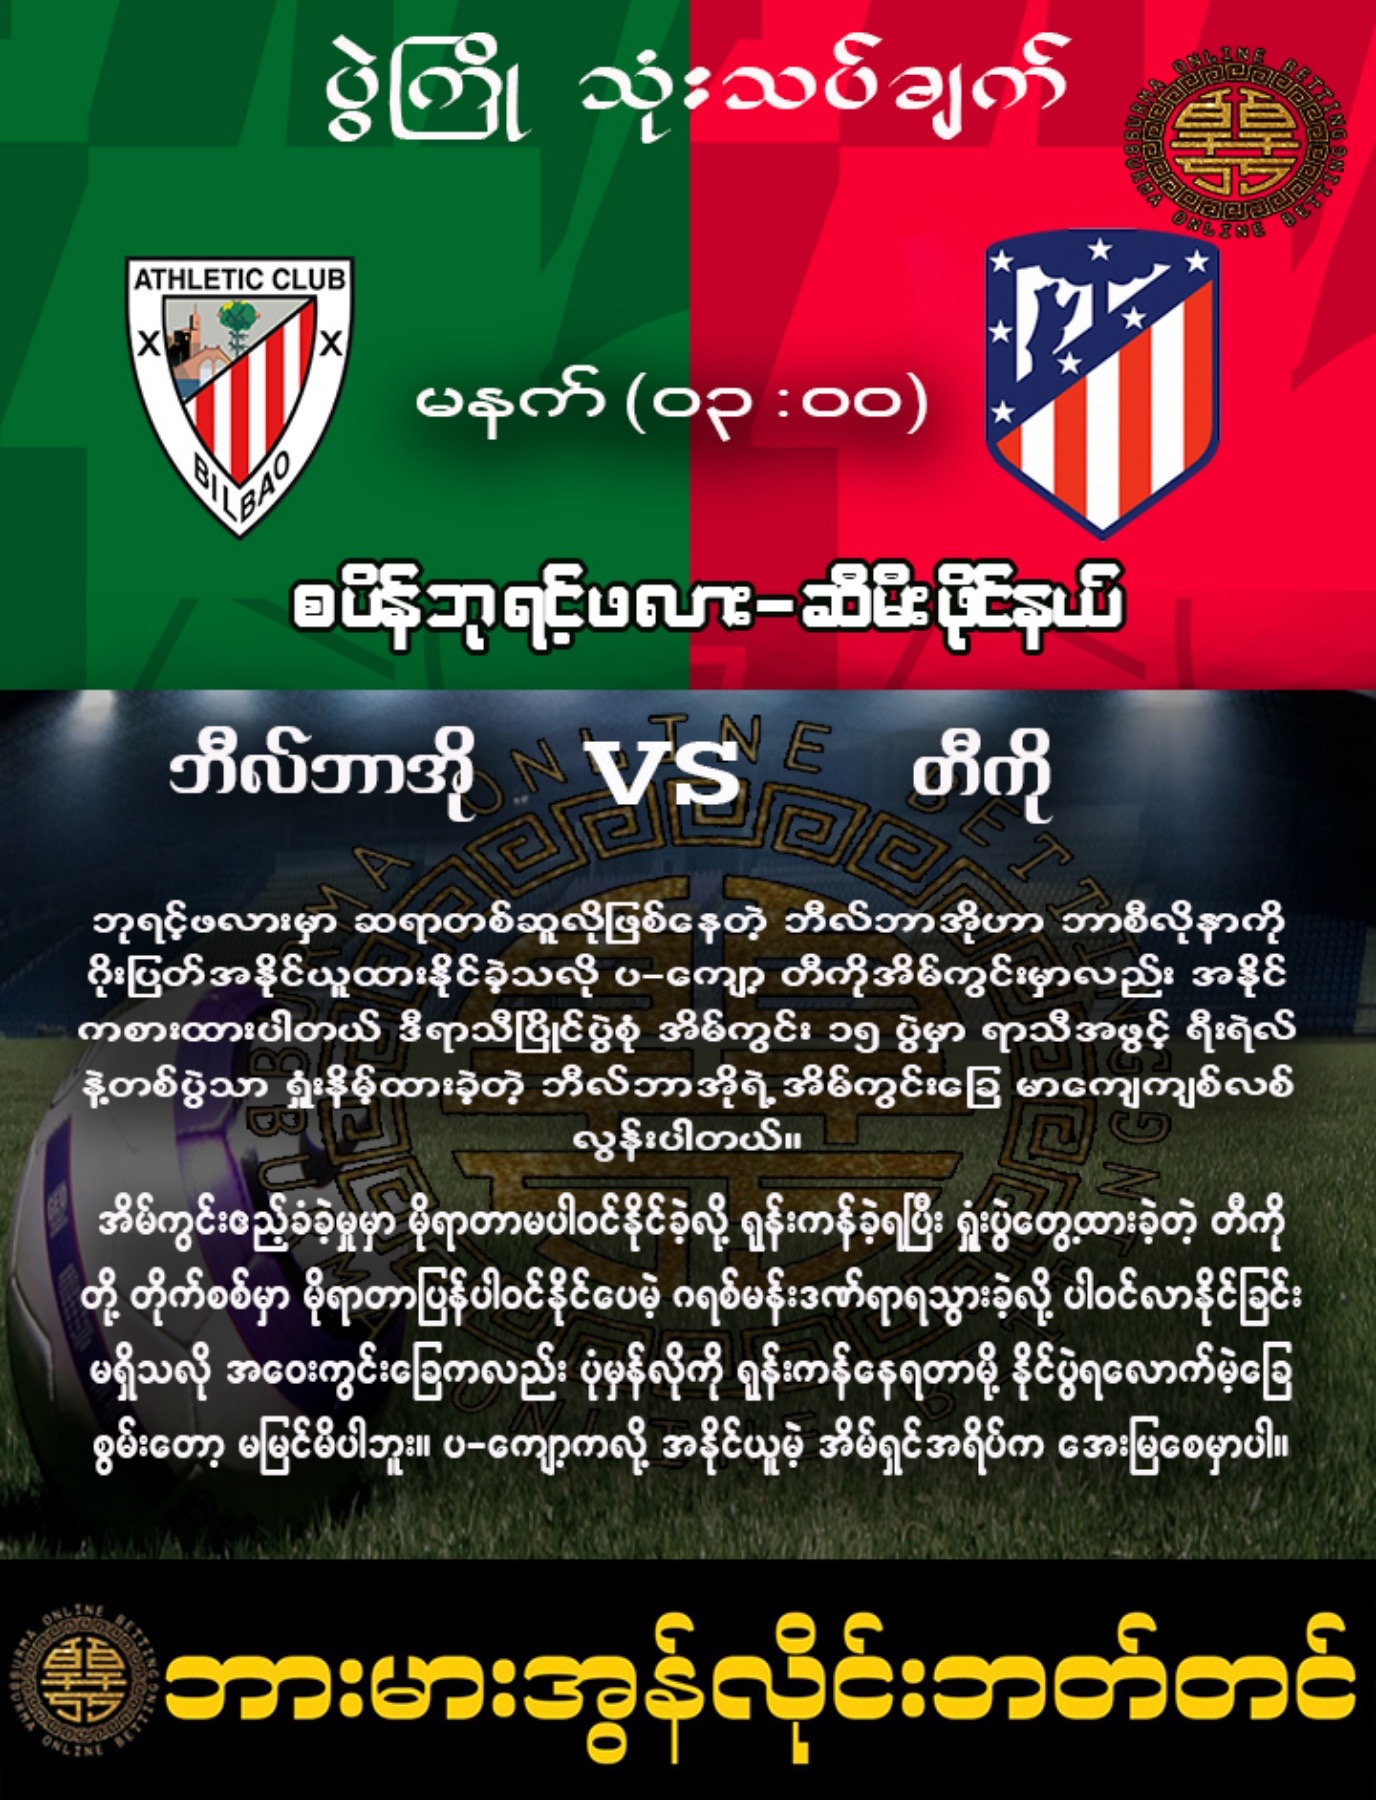 ပွဲကြို သုံးသပ်ချက်
BURMA ONLINE BETTING
ATHLETIC CLUB
BILBAO
မနက် (၀၃ : ၀၀)
စပိန်ဘုရင့်ဖလား-ဆီမီးဖိုင်နယ်
ဘီလ်ဘာအို VS တီကို
ဘုရင့်ဖလားမှာ ဆရာတစ်ဆူလိုဖြစ်နေတဲ့ ဘီလ်ဘာအိုဟာ ဘာစီလိုနာကို
ဂိုးပြတ်အနိုင်ယူထားနိုင်ခဲ့သလို ပ-ကျော့ တီကိုအိမ်ကွင်းမှာလည်း အနိုင်
ကစားထားပါတယ် ဒီရာသီပြိုင်ပွဲစုံ အိမ်ကွင်း ၁၅ ပွဲမှာ ရာသီအဖွင့် ရီးရဲလ်
နဲ့တစ်ပွဲသာ ရှုံးနိမ့်ထားခဲ့တဲ့ ဘီလ်ဘာအိုရဲ့ အိမ်ကွင်းခြေ မာကျေကျစ်လစ်
လွန်းပါတယ်။
အိမ်ကွင်းဧည့်ခံခဲ့မှုမှာ မိုရာတာမပါဝင်နိုင်ခဲ့လို့ ရုန်းကန်ခဲ့ရပြီး ရှုံးပွဲတွေ့ထားခဲ့တဲ့ တီကို
တို့ တိုက်စစ်မှာ မိုရာတာပြန်ပါဝင်နိုင်ပေမဲ့ ဂရစ်မန်းဒဏ်ရာရသွားခဲ့လို့ ပါဝင်လာနိုင်ခြင်း
မရှိသလို အဝေးကွင်းခြေကလည်း ပုံမှန်လိုကို ရုန်းကန်နေရတာမို့ နိုင်ပွဲရလောက်မဲ့ခြေ
စွမ်းတော့ မမြင်မိပါဘူး။ ပ-ကျော့ကလို့ အနိုင်ယူမဲ့ အိမ်ရှင်အရိပ်က အေးမြစေမှာပါ။
BURMA ONLINE BETTING
ဘားမားအွန်လိုင်းဘတ်တင်